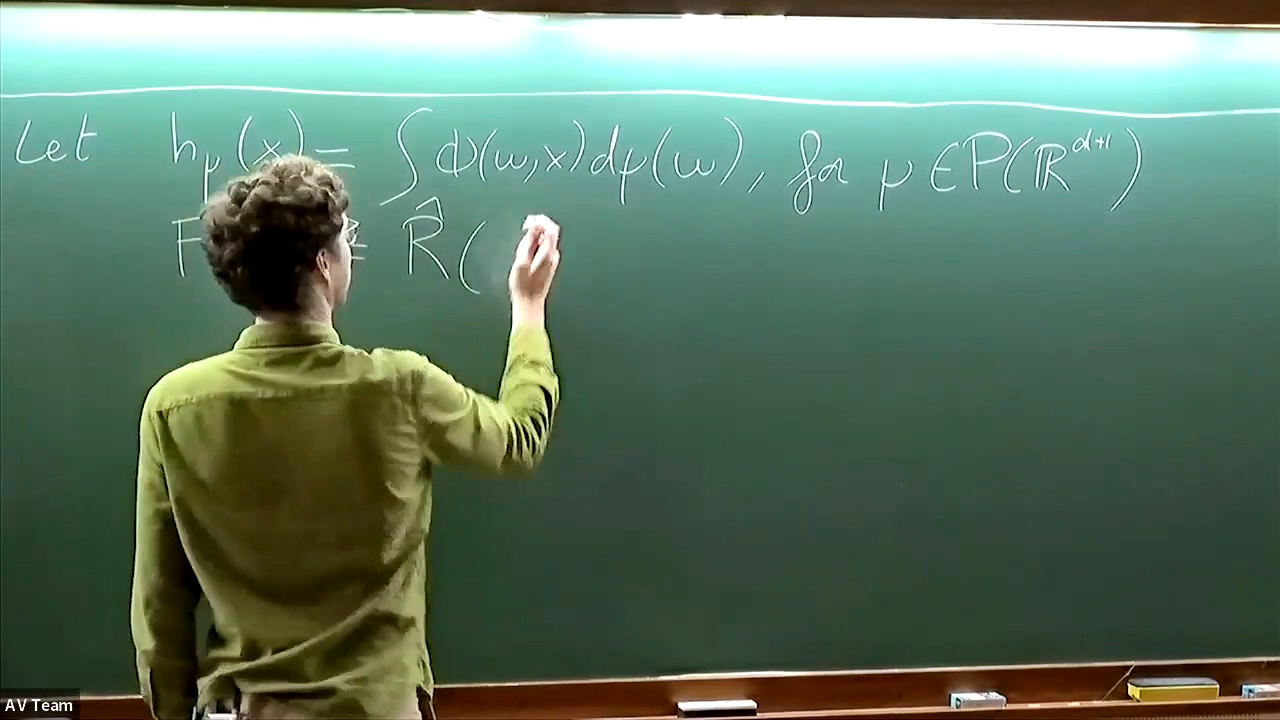 Let h_μ(x) = ∫Φ(w,x)dμ(w), for μ ∈ P(ℝ^{d+1})
F = R̂(
AV Team